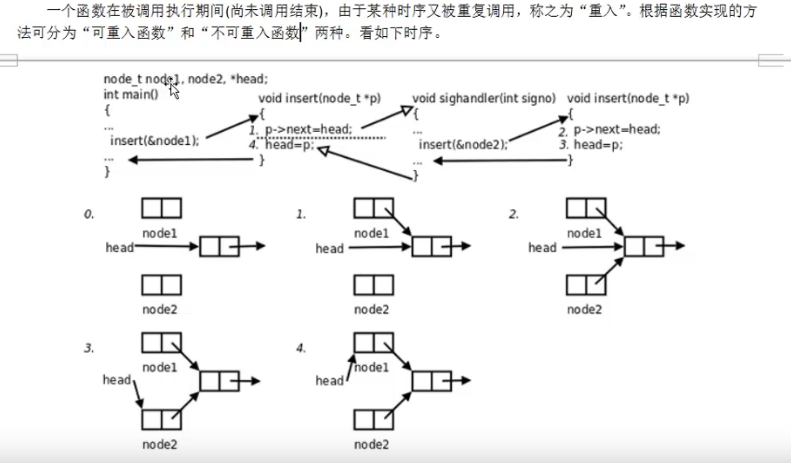 一个函数在被调用执行期间(尚未调用结束)，由于某种时序又被重复调用，称之为“重入”。根据函数实现的方
法可分为“可重入函数”和“不可重入函数”两种。看如下时序。
node_t node1, node2, *head;
int main()
{
...
insert(&node1);
...
}
void insert(node_t *p)
{
1. p->next=head;
4. head=p;
}
void sighandler(int signo)
{
...
insert(&node2);
...
}
void insert(node_t *p)
{
2. p->next=head;
3. head=p;
}
0.
node1
head
node2
1.
node1
head
node2
2.
node1
head
node2
3.
node1
head
node2
4.
node1
head
node2